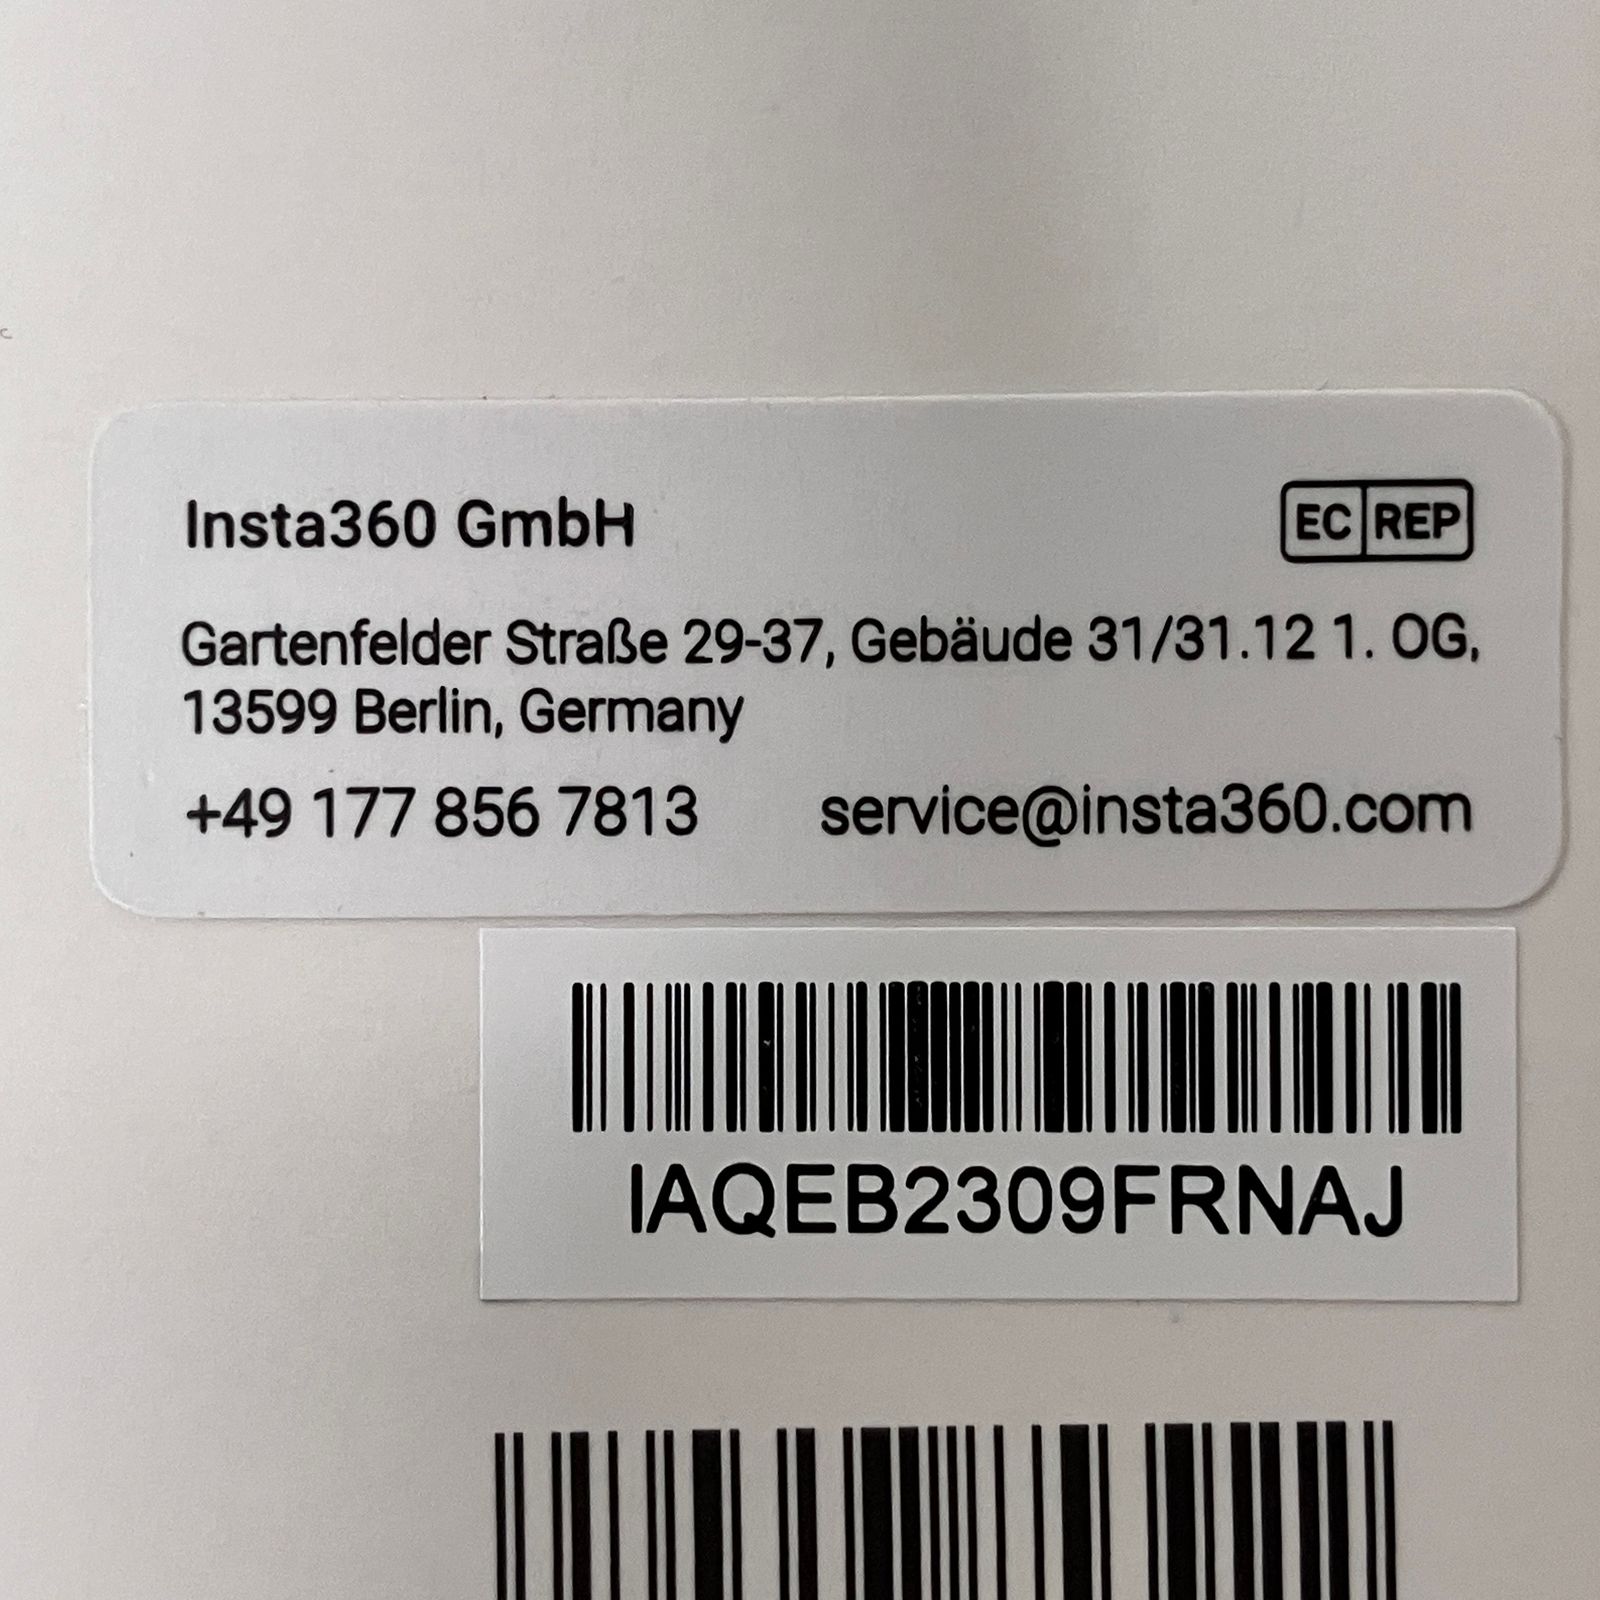 Insta360 GmbH
EC REP
Gartenfelder Straße 29-37, Gebäude 31/31.12 1. OG,
13599 Berlin, Germany
+49 177 856 7813 service@insta360.com
IAQEB2309FRNAJ